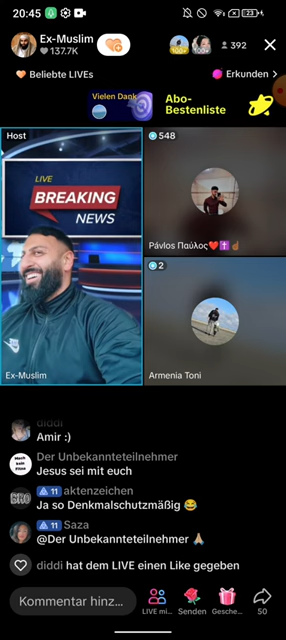 20:45
23
Ex-Muslim
137.7K
100+
100+
392
Beliebte LIVEs
Erkunden >
Vielen Dank
Abo-
Bestenliste
Host
548
LIVE
BREAKING
NEWS
Pávlos Παύλος
2
Ex-Muslim
Armenia Toni
diddi
Amir :)
Der Unbekannteteilnehmer
Jesus sei mit euch
11 aktenzeichen
Ja so Denkmalschutzmäßig 😂
11 Saza
@Der Unbekannteteilnehmer 🙏🏼
diddi hat dem LIVE einen Like gegeben
Kommentar hinz...
LIVE mi...
Senden
Gesche...
50